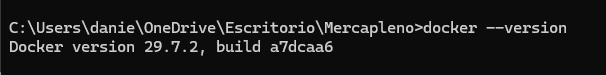 C:\Users\danie\OneDrive\Escritorio\Mercapleno>docker --version
Docker version 29.7.2, build a7dcaa6